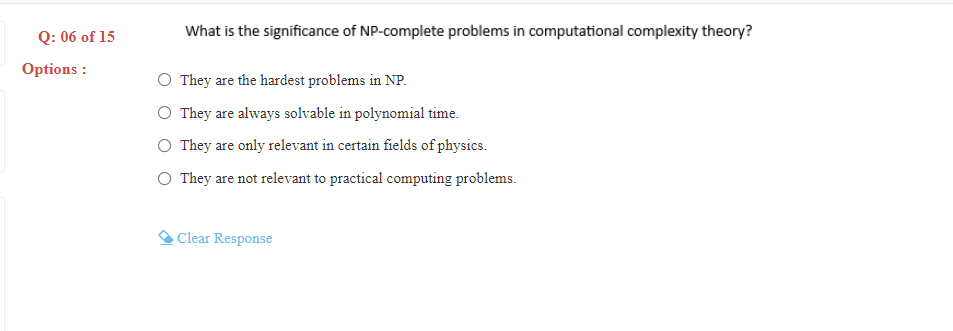 What is the significance of NP-complete problems in computational complexity theory?
Q: 06 of 15
Options :
They are the hardest problems in NP.
They are always solvable in polynomial time.
They are only relevant in certain fields of physics.
They are not relevant to practical computing problems.
Clear Response